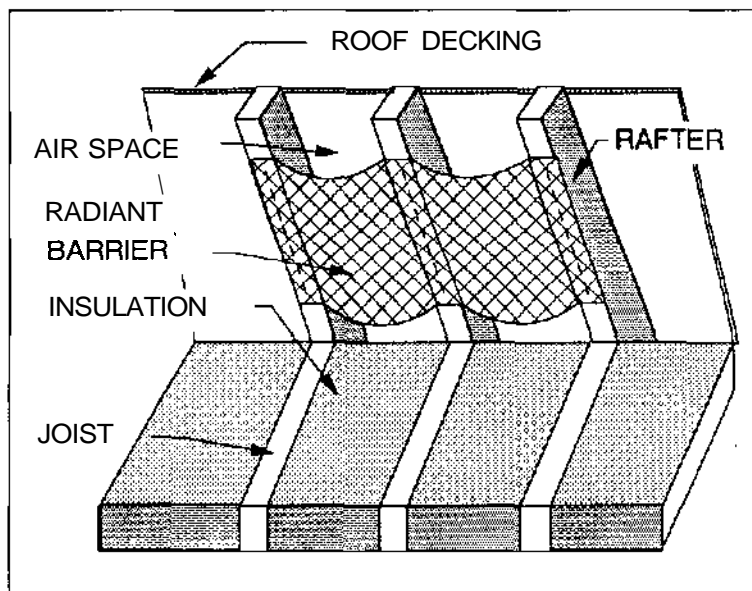 ROOF DECKING
AIR SPACE
RAFTER
RADIANT
BARRIER
INSULATION
JOIST